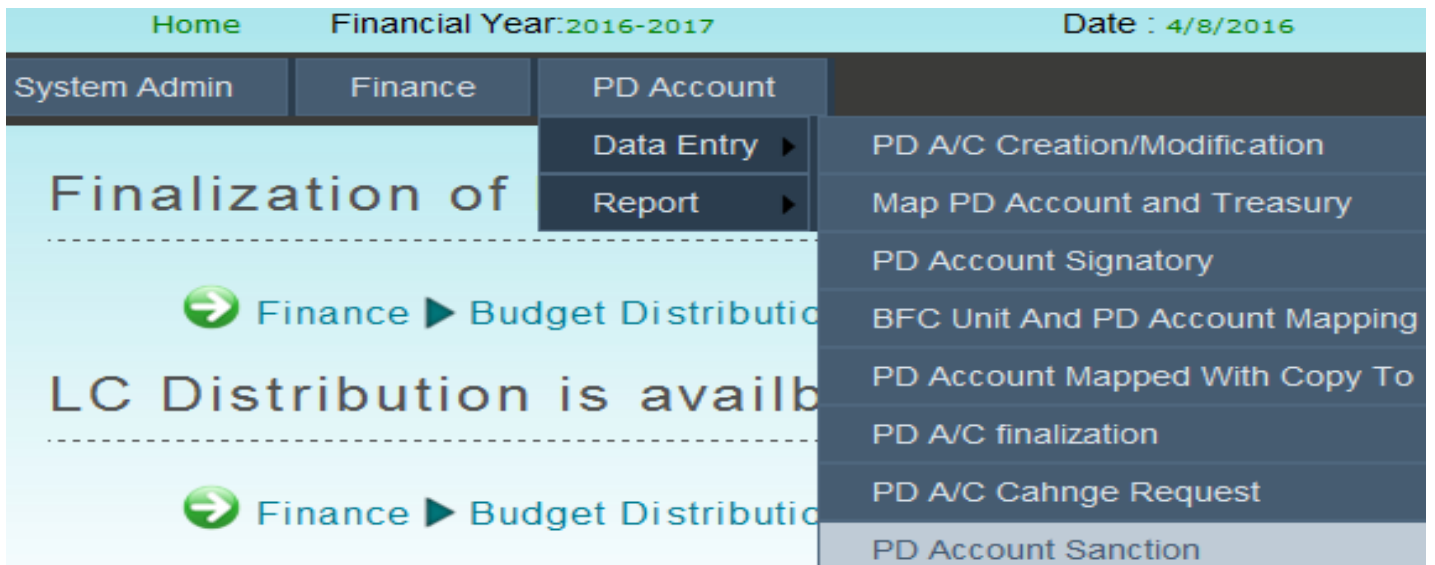 Home Financial Year:2016-2017 Date : 4/8/2016
System Admin Finance PD Account
Data Entry
Report
PD A/C Creation/Modification
Map PD Account and Treasury
PD Account Signatory
BFC Unit And PD Account Mapping
PD Account Mapped With Copy To
PD A/C finalization
PD A/C Cahnge Request
PD Account Sanction
Finalization of
Finance ▶ Budget Distributio
LC Distribution is availb
Finance ▶ Budget Distributio